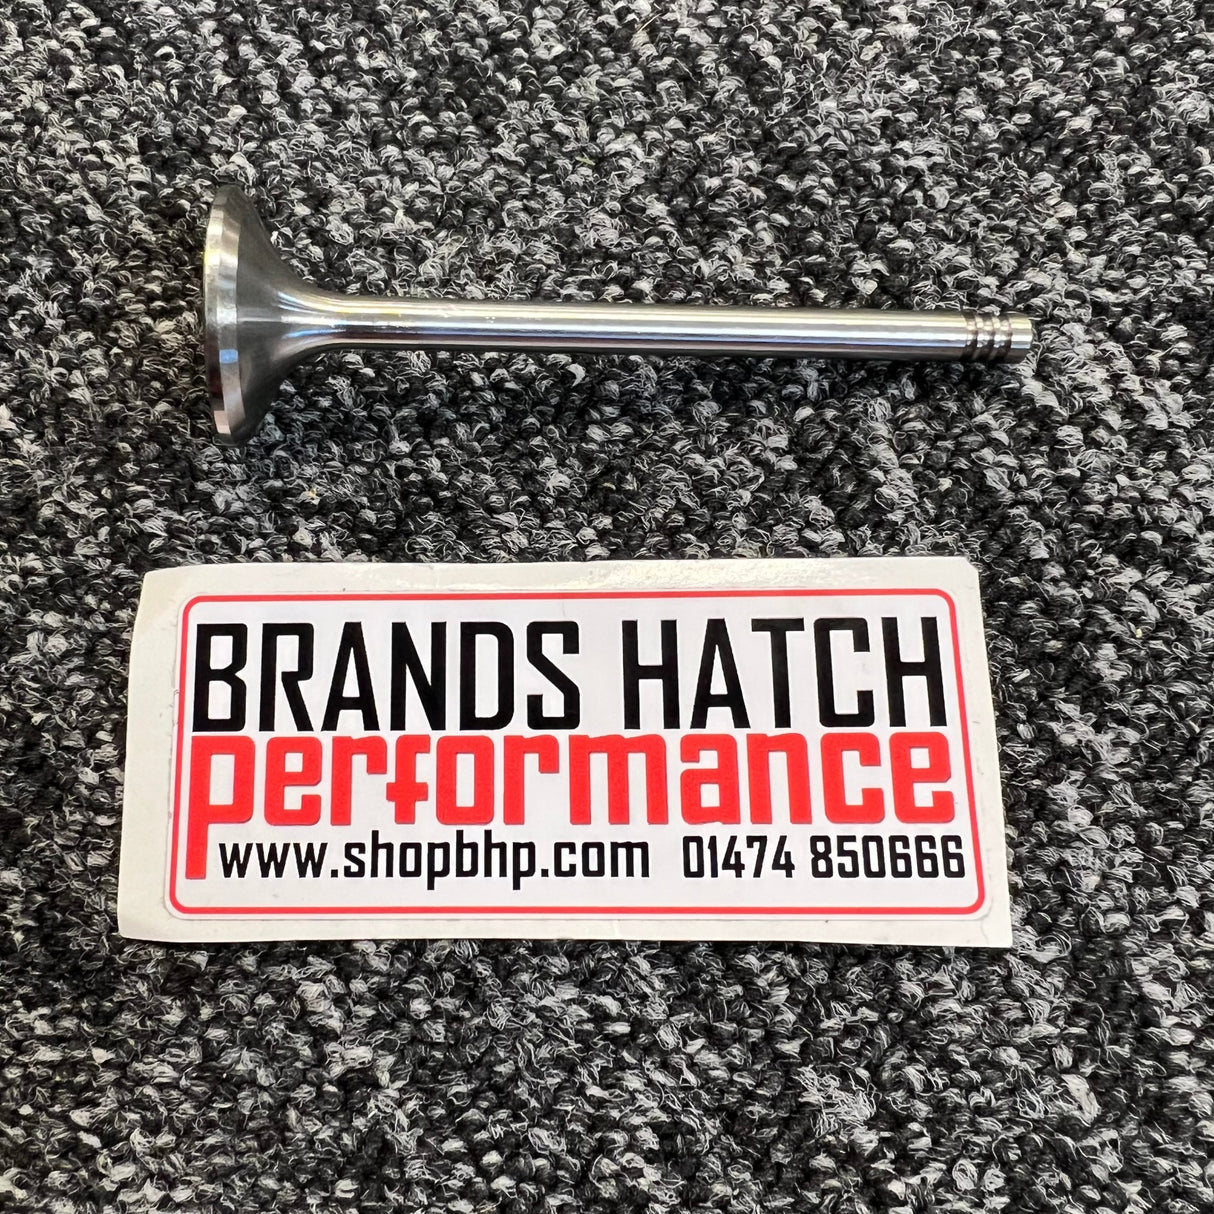 BRANDS HATCH
performance
www.shopbhp.com 01474 850666